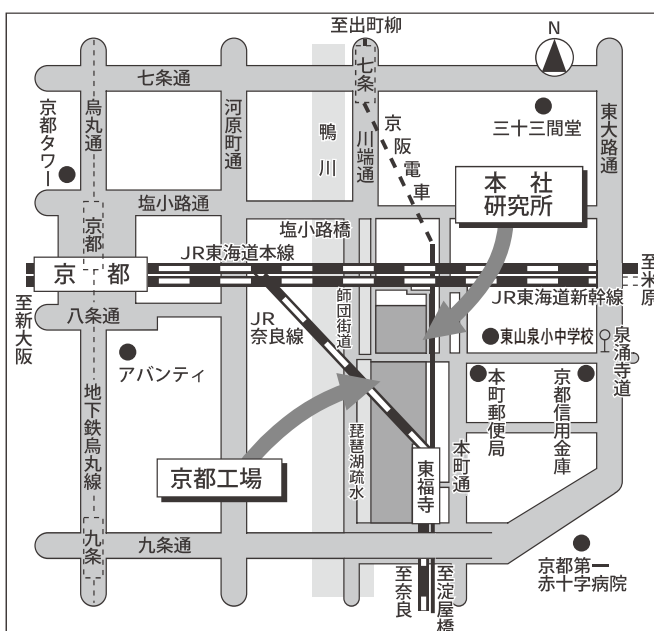 至出町柳
N
七条
七条通
京都タワー
烏丸通
河原町通
鴨川
川端通
京阪電車
三十三間堂
東大路通
本社
研究所
塩小路通
京都
塩小路橋
JR東海道本線
京都
至米原
至新大阪
JR東海道新幹線
八条通
JR
奈良線
師団街道
東山泉小中学校
泉涌寺道
アバンティ
地下鉄烏丸線
本町郵便局
京都信用金庫
京都工場
琵琶湖疏水
東福寺
本町通
九条
九条通
至奈良
至淀屋橋
京都第一
赤十字病院